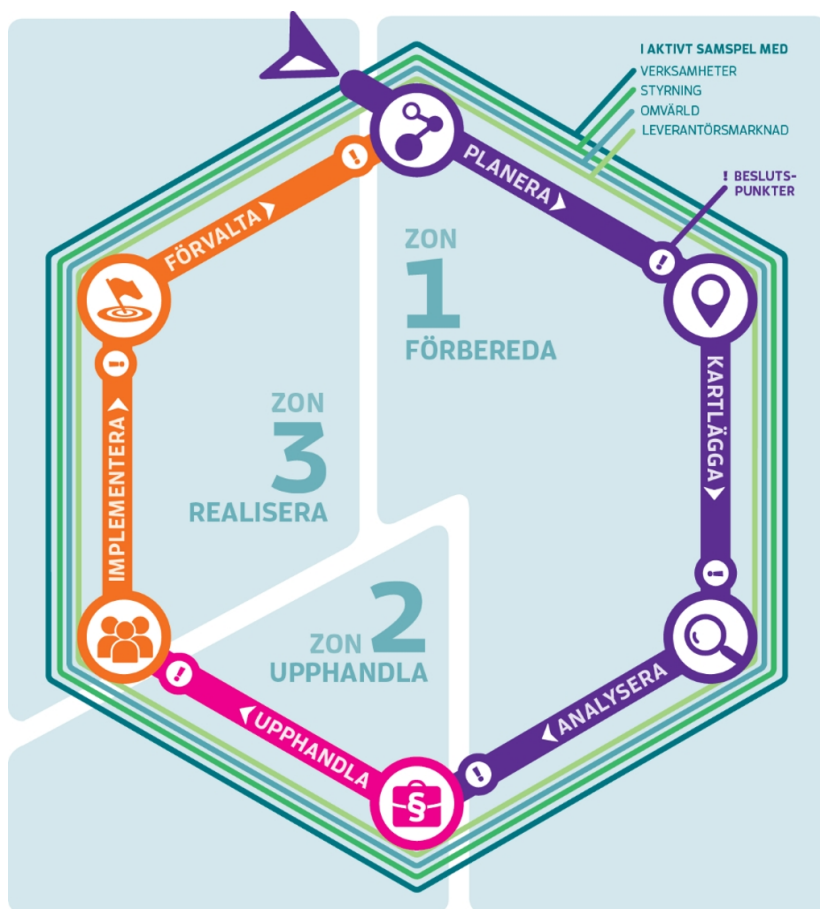 I AKTIVT SAMSPEL MED
VERKSAMHETER
STYRNING
OMVÄRLD
LEVERANTÖRSMARKNAD
! BESLUTS-
PUNKTER
PLANERA
!
KARTLÄGGA
!
ANALYSERA
!
§
UPPHANDLA
!
IMPLEMENTERA
!
FÖRVALTA
!
ZON
1
FÖRBEREDA
ZON 2
UPPHANDLA
ZON
3
REALISERA